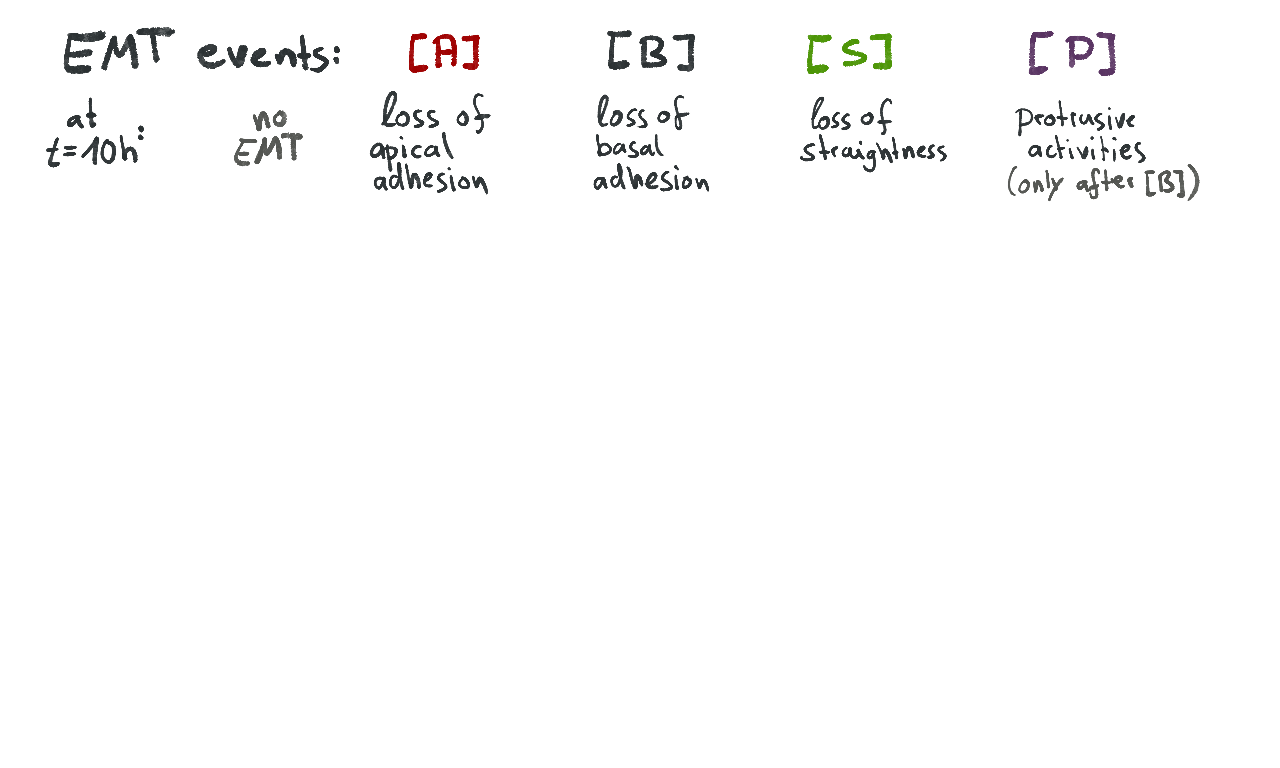 EMT events: [A] [B] [S] [P]
at t=10h:
no EMT
loss of
apical
adhesion
loss of
basal
adhesion
loss of
straightness
protrusive
activities
(only after [B])